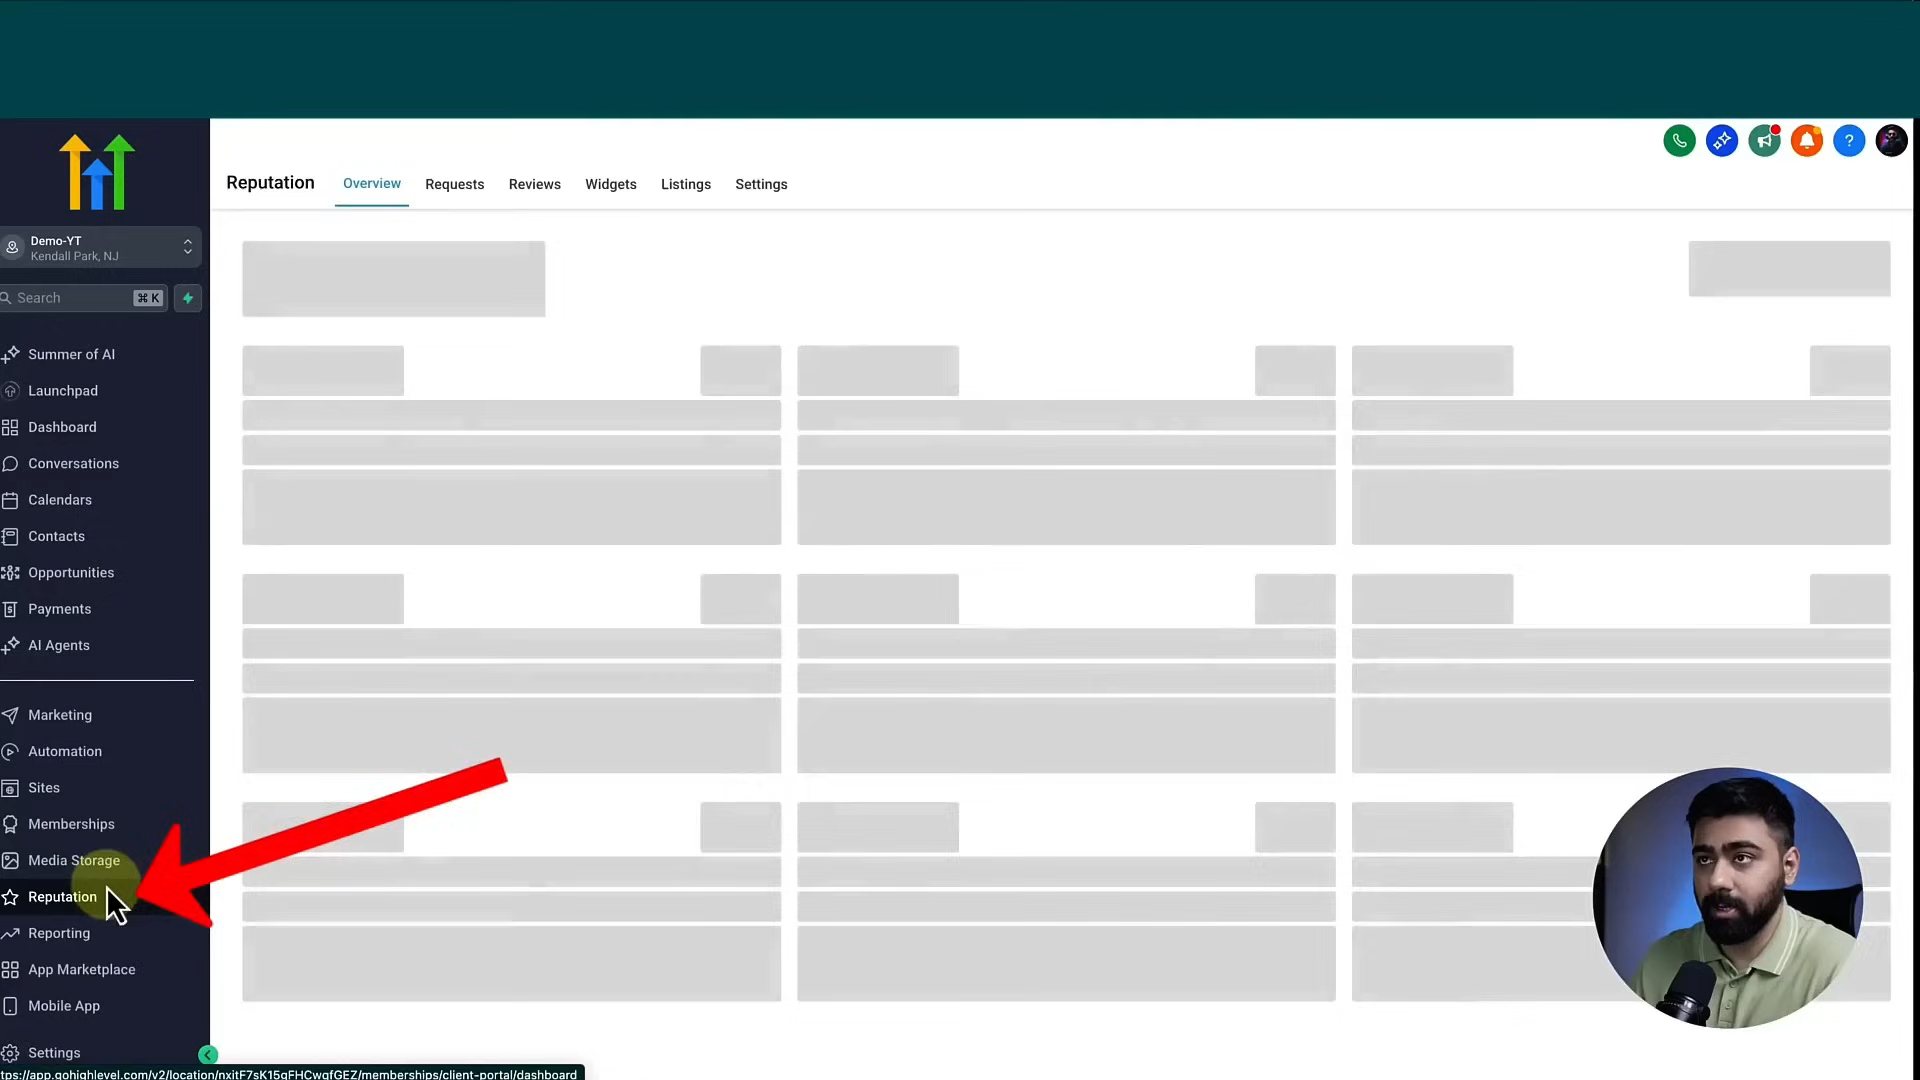 Reputation
Overview
Requests
Reviews
Widgets
Listings
Settings
Demo-YT
Kendall Park, NJ
Search
⌘ K
Summer of AI
Launchpad
Dashboard
Conversations
Calendars
Contacts
Opportunities
Payments
AI Agents
Marketing
Automation
Sites
Memberships
Media Storage
Reputation
Reporting
App Marketplace
Mobile App
Settings
tps://app.gohighlevel.com/v2/location/nxitF7sK15gFHCwqfGEZ/memberships/client-portal/dashboard